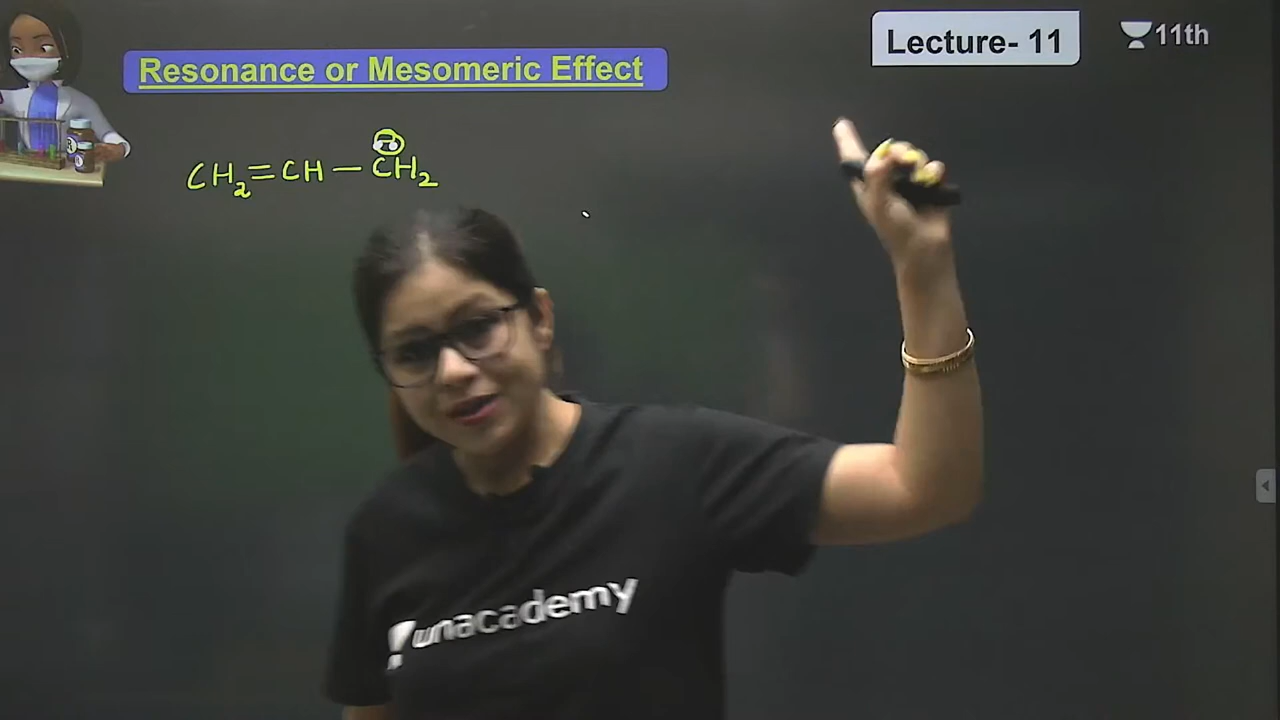 Lecture- 11
11th
Resonance or Mesomeric Effect
CH₂=CH—CH₂
unacademy